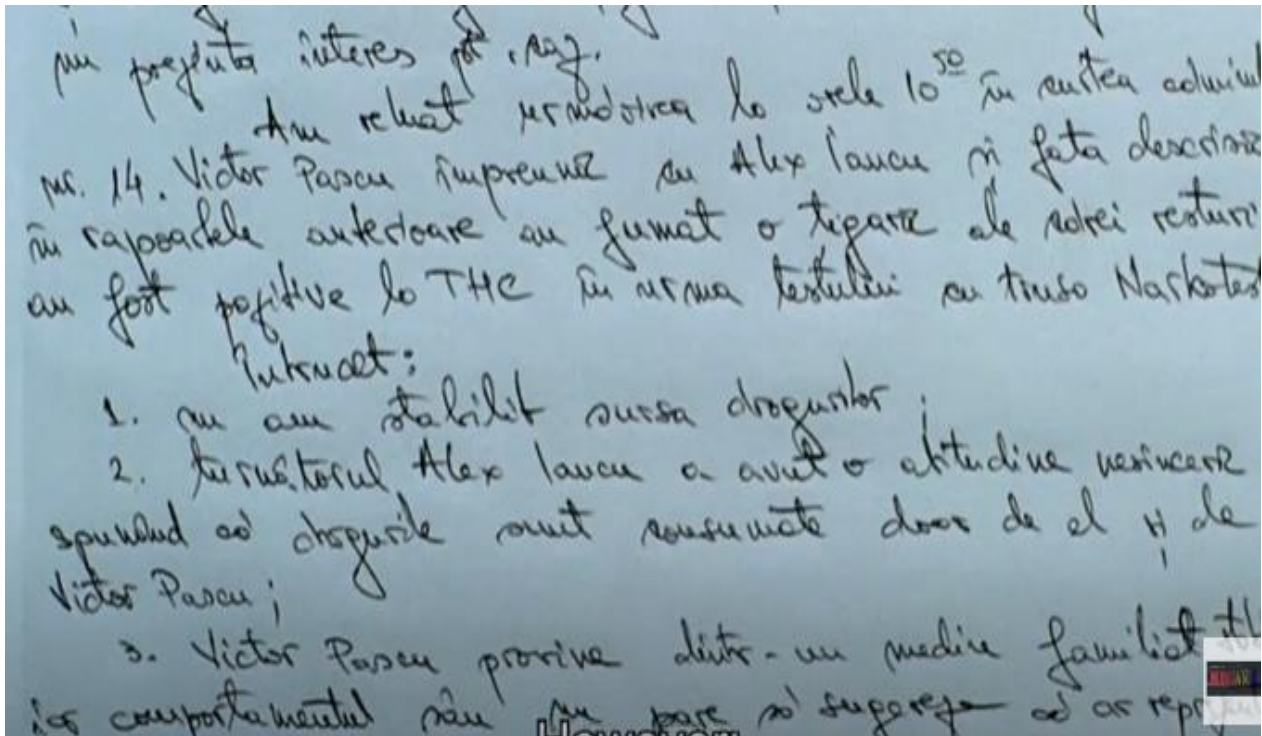 nu prezinta interes pt. caz.
Am reluat urmărirea la orele 10 50 în curtea
nr. 14. Victor Pascu împreună cu Alex Iancu și fata descrisă
în rapoartele anterioare au fumat o țigară ale cărei resturi
au fost pozitive la THC în urma testului cu trusa Narkotest
Întrucât:
1. nu am stabilit sursa drogurilor;
2. turnătorul Alex Iancu a avut o atitudine nesinceră
spunând că drogurile sunt consumate doar de el și de
Victor Pascu;
3. Victor Pascu provine dintr-un mediu familial
iar comportamentul său nu pare să sugereze că ar
However